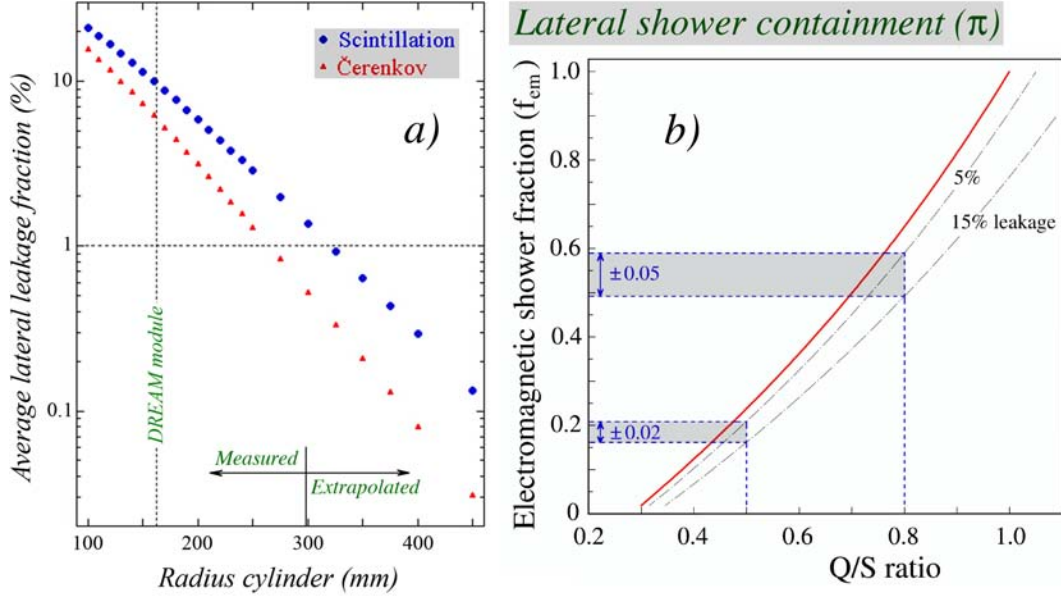 Lateral shower containment (π)
Average lateral leakage fraction (%)
10
1
0.1
Scintillation
Čerenkov
a)
DREAM module
Measured
Extrapolated
100
200
300
400
Radius cylinder (mm)
Electromagnetic shower fraction (fem)
1.0
0.8
0.6
0.4
0.2
0
b)
5%
15% leakage
±0.05
±0.02
0.2
0.4
0.6
0.8
1.0
Q/S ratio